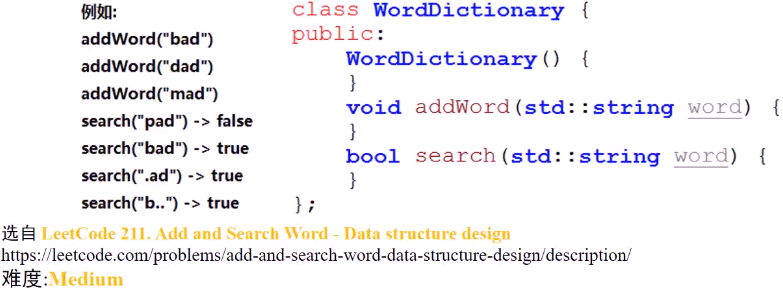 例如:
addWord("bad")
addWord("dad")
addWord("mad")
search("pad") -> false
search("bad") -> true
search(".ad") -> true
search("b..") -> true
class WordDictionary {
public:
WordDictionary() {
}
void addWord(std::string word) {
}
bool search(std::string word) {
}
};
选自 LeetCode 211. Add and Search Word - Data structure design
https://leetcode.com/problems/add-and-search-word-data-structure-design/description/
难度:Medium